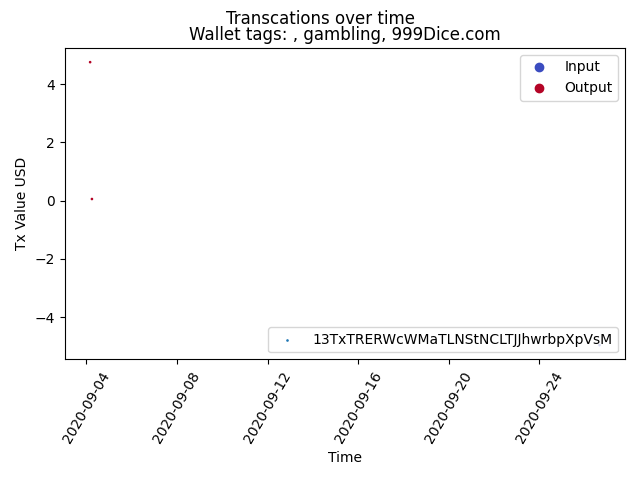 Transcations over time
Wallet tags: , gambling, 999Dice.com
Input
Output
4
2
0
−2
−4
Tx Value USD
13TxTRERWcWMaTLNStNCLTJJhwrbpXpVsM
2020-09-04
2020-09-08
2020-09-12
2020-09-16
2020-09-20
2020-09-24
Time